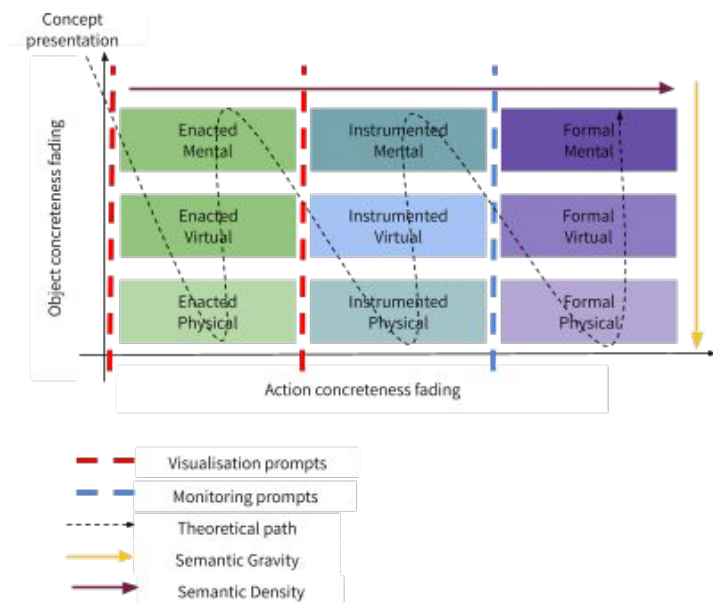 Concept
presentation
Object concreteness fading
Enacted
Mental
Instrumented
Mental
Formal
Mental
Enacted
Virtual
Instrumented
Virtual
Formal
Virtual
Enacted
Physical
Instrumented
Physical
Formal
Physical
Action concreteness fading
Visualisation prompts
Monitoring prompts
Theoretical path
Semantic Gravity
Semantic Density